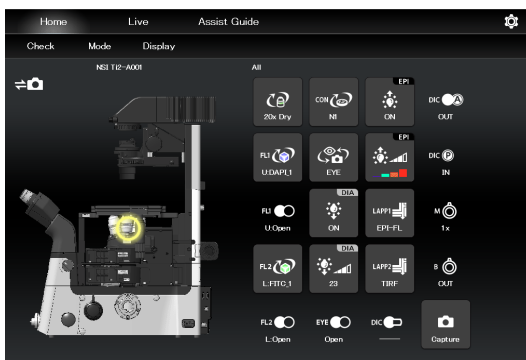 Home Live Assist Guide
Check Mode Display
NSI Ti2-A001 All
EPI
CON DIC A
20x Dry N1 ON OUT
EPI
FL1 DIC P
U:DAPI_1 EYE IN
DIA
FL1 LAPP1 M
U:Open ON EPI-FL 1x
DIA
FL2 LAPP2 B
L:FITC_1 23 TIRF OUT
FL2 EYE DIC
L:Open Open Capture